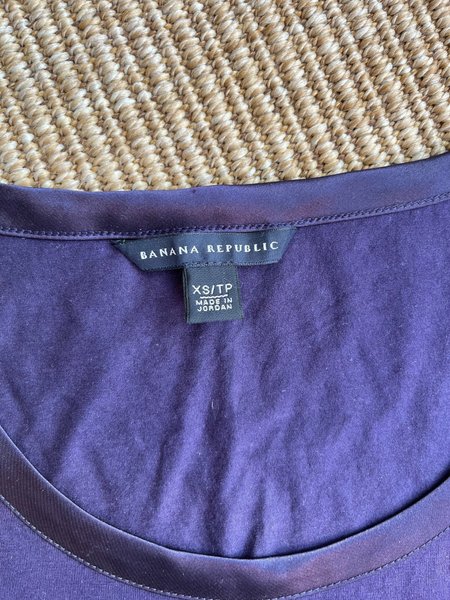 BANANA REPUBLIC
XS/TP
MADE IN
JORDAN